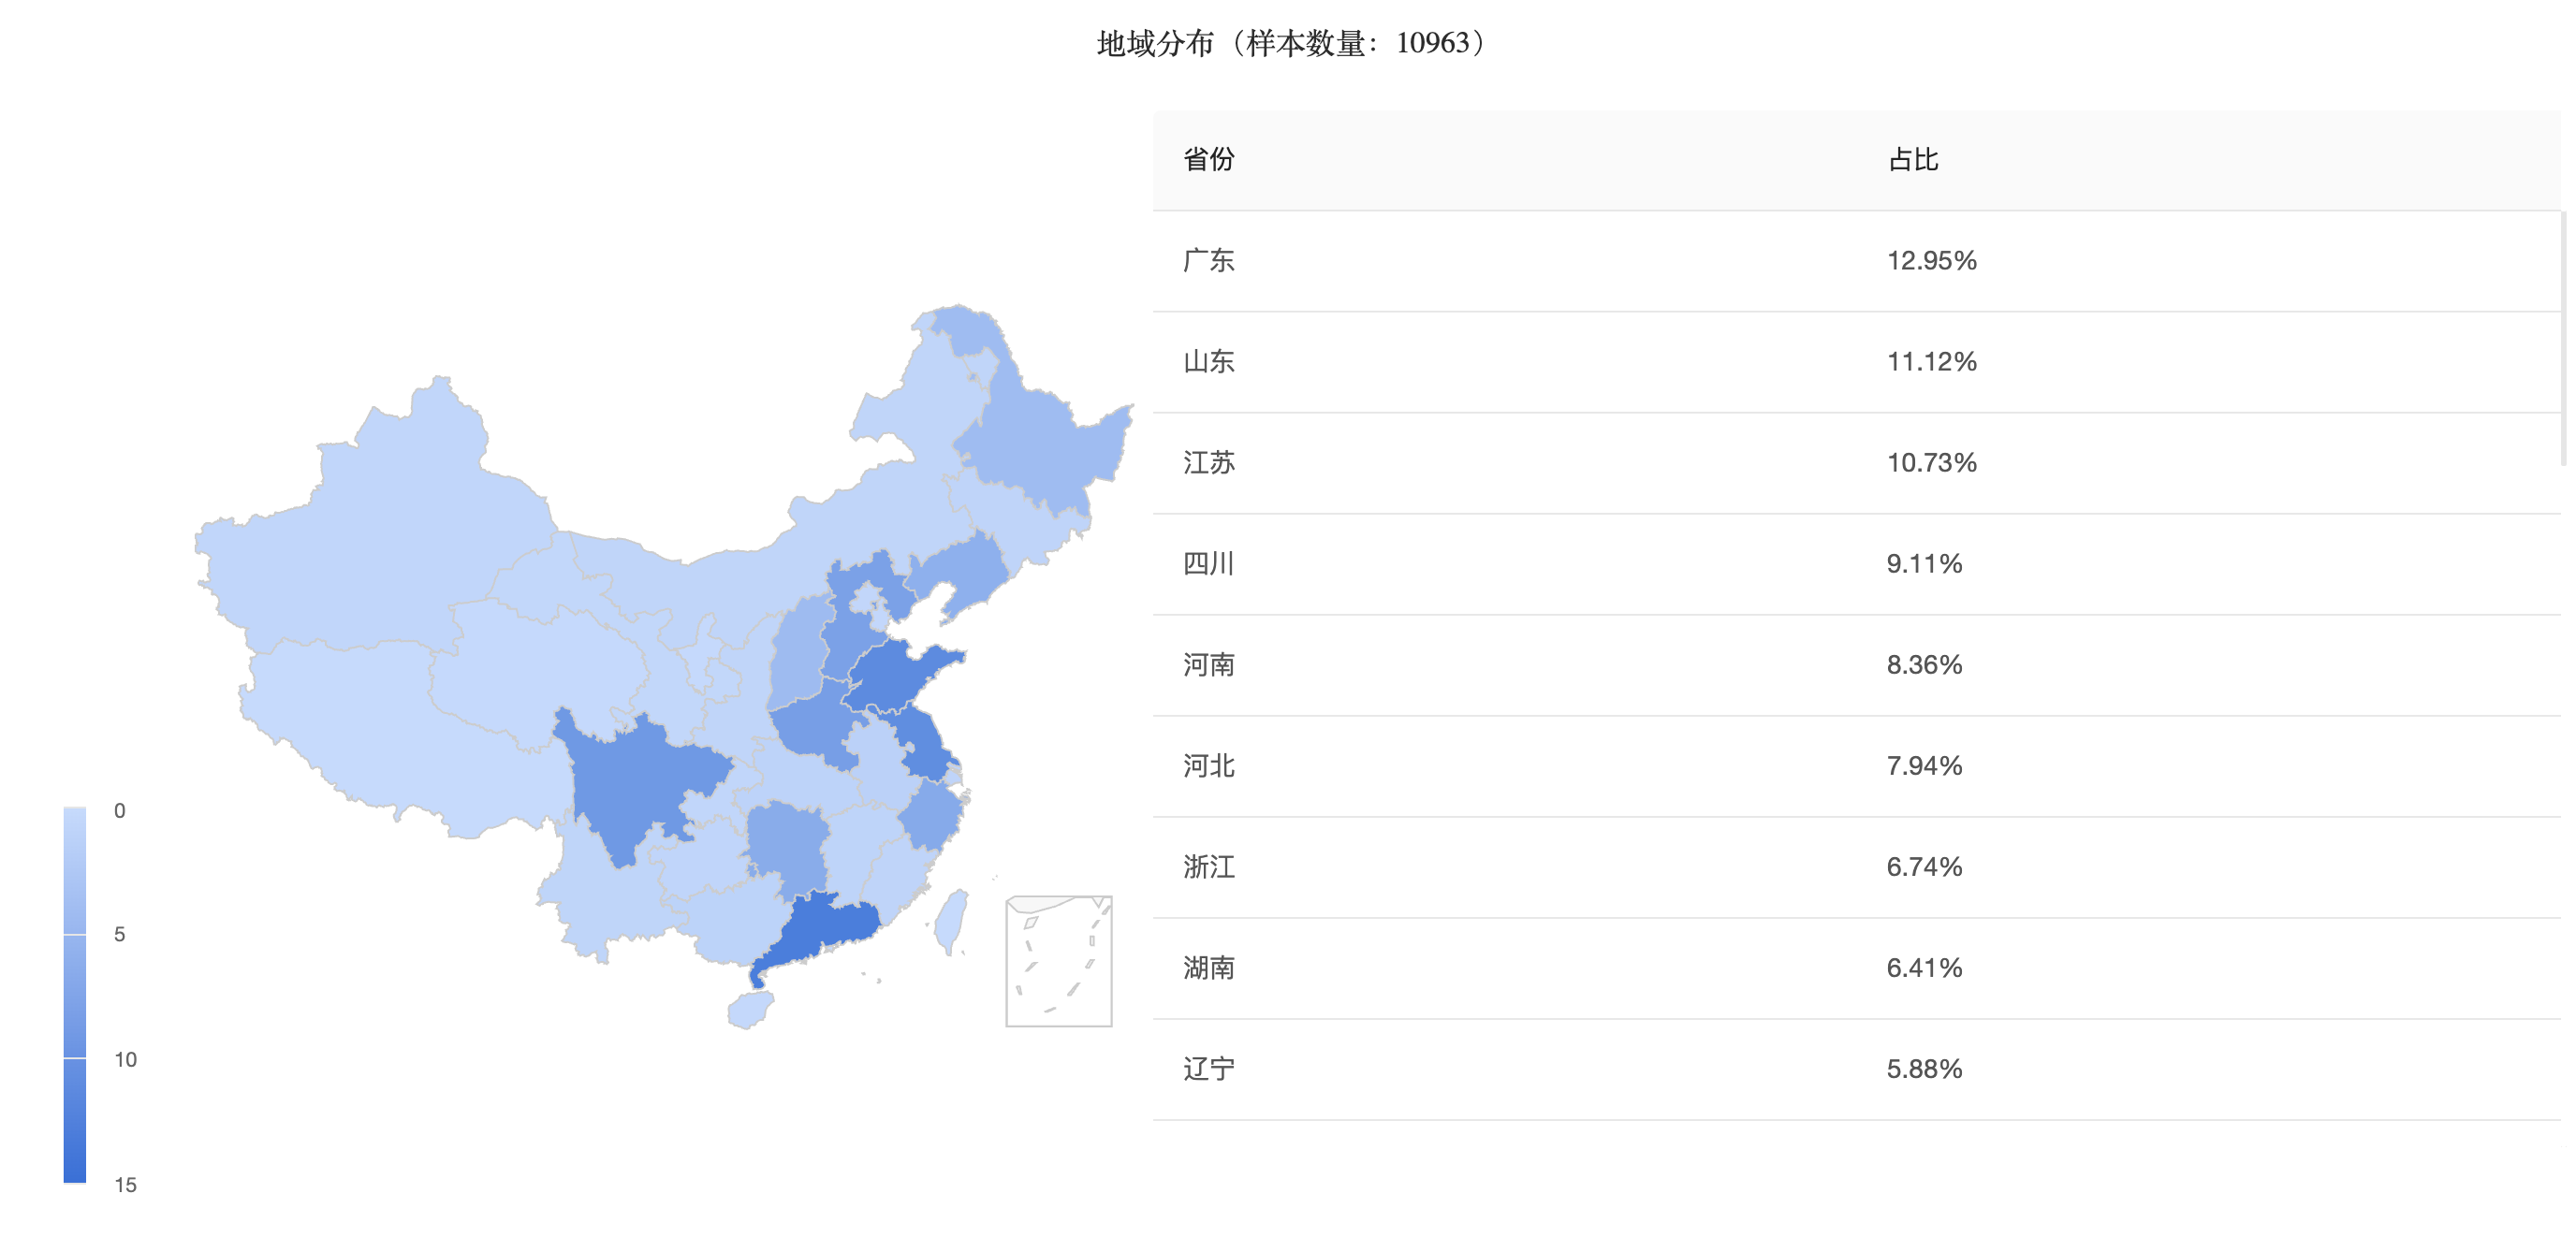 地域分布（样本数量：10963）
省份 占比
广东 12.95%
山东 11.12%
江苏 10.73%
四川 9.11%
河南 8.36%
河北 7.94%
浙江 6.74%
湖南 6.41%
辽宁 5.88%
0
5
10
15